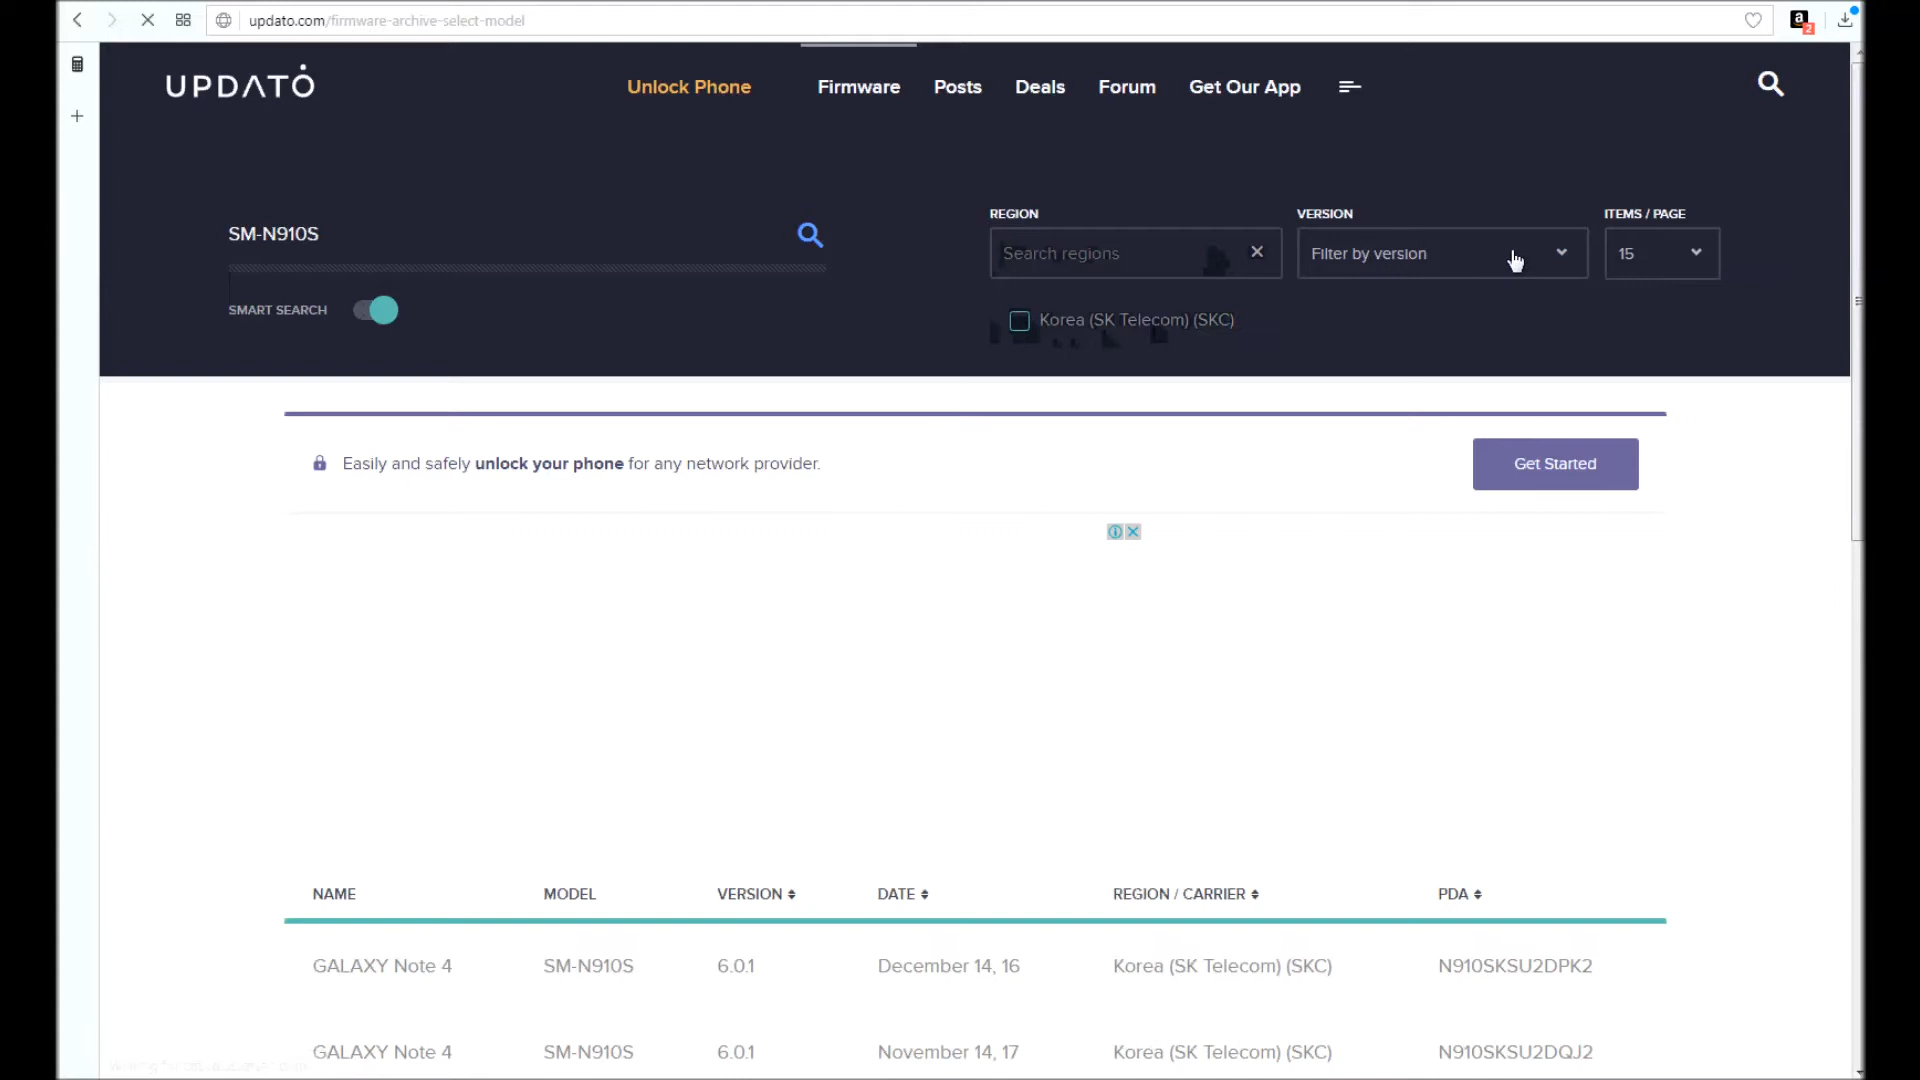 updato.com/firmware-archive-select-model
2
UPDATO
Unlock Phone
Firmware
Posts
Deals
Forum
Get Our App
SM-N910S
SMART SEARCH
REGION
VERSION
ITEMS / PAGE
Search regions
Filter by version
15
Korea (SK Telecom) (SKC)
Easily and safely unlock your phone for any network provider.
Get Started
NAME MODEL VERSION DATE REGION / CARRIER PDA
GALAXY Note 4 SM-N910S 6.0.1 December 14, 16 Korea (SK Telecom) (SKC) N910SKSU2DPK2
GALAXY Note 4 SM-N910S 6.0.1 November 14, 17 Korea (SK Telecom) (SKC) N910SKSU2DQJ2